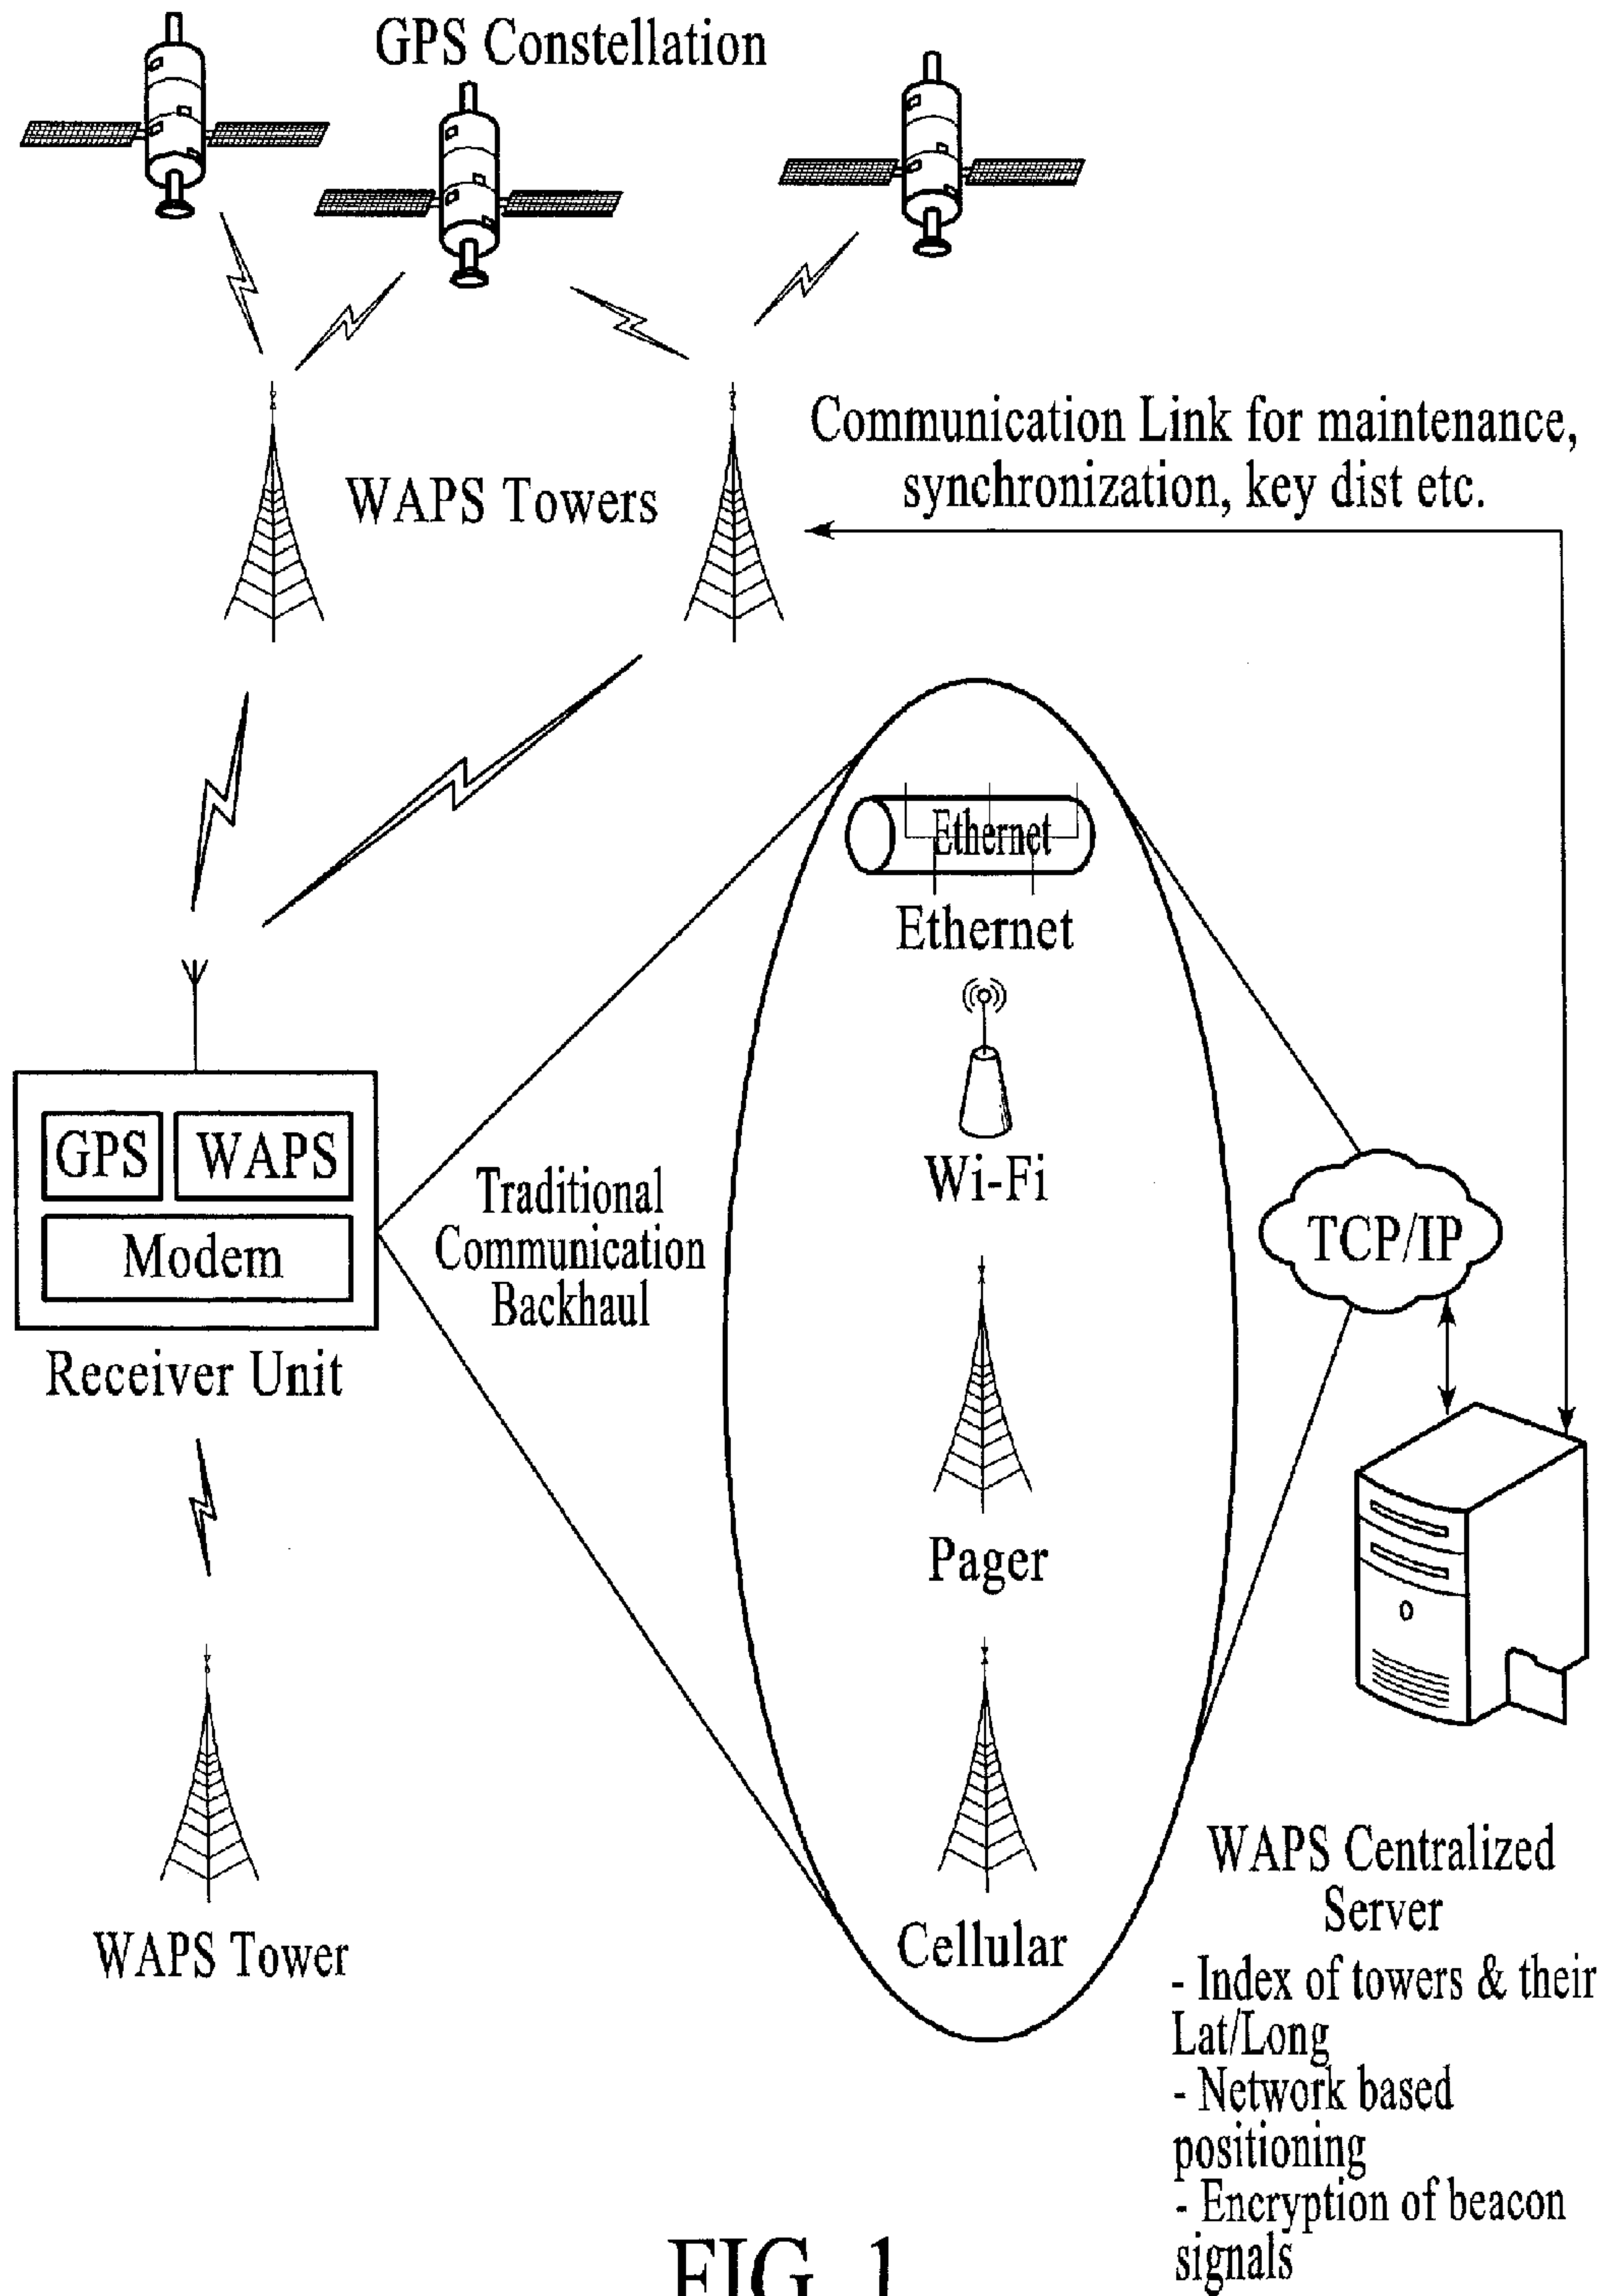 GPS Constellation
Communication Link for maintenance,
synchronization, key dist etc.
WAPS Towers
Ethernet
Ethernet
Wi-Fi
GPS
WAPS
Modem
Receiver Unit
Traditional
Communication
Backhaul
TCP/IP
Pager
Cellular
WAPS Tower
WAPS Centralized
Server
- Index of towers & their
Lat/Long
- Network based
positioning
- Encryption of beacon
signals
FIG. 1